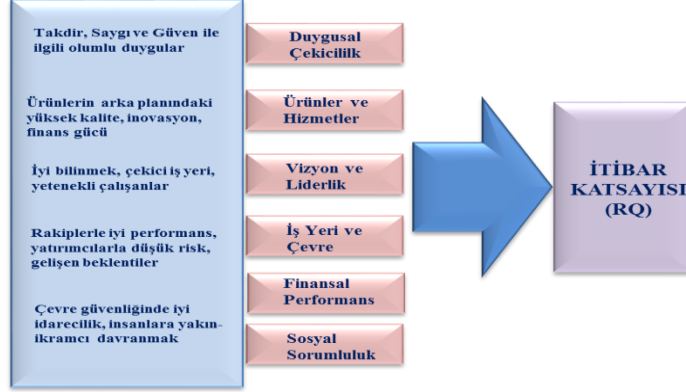 Takdir, Saygı ve Güven ile
ilgili olumlu duygular
Ürünlerin arka planındaki
yüksek kalite, inovasyon,
finans gücü
İyi bilinmek, çekici iş yeri,
yetenekli çalışanlar
Rakiplerle iyi performans,
yatırımcılarla düşük risk,
gelişen beklentiler
Çevre güvenliğinde iyi
idarecilik, insanlara yakın-
ikramcı davranmak
Duygusal
Çekicililk
Ürünler ve
Hizmetler
Vizyon ve
Liderlik
İş Yeri ve
Çevre
Finansal
Performans
Sosyal
Sorumluluk
İTİBAR
KATSAYISI
(RQ)